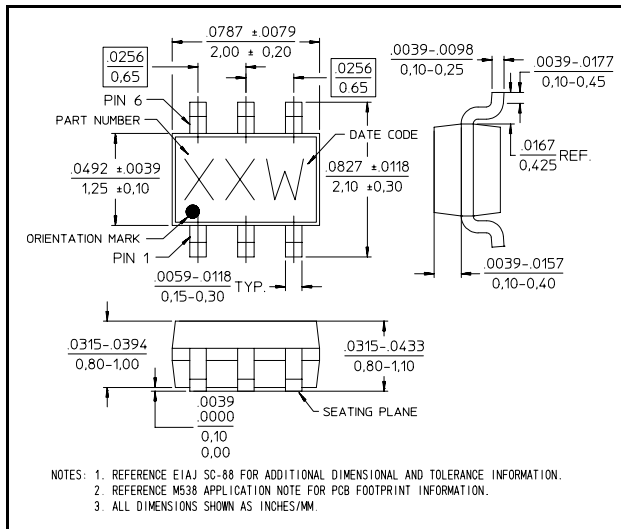 .0787 ±.0079
2,00 ± 0,20
.0256
0,65
.0256
0.65
.0039-.0098
0,10-0,25
.0039-.0177
0,10-0,45
PIN 6
PART NUMBER
DATE CODE
.0492 ±.0039
1,25 ±0,10
XXW
.0827 ±.0118
2,10 ±0,30
.0167
0,425
REF.
ORIENTATION MARK
PIN 1
.0059-.0118
0,15-0,30
TYP.
.0039-.0157
0,10-0,40
.0315-.0394
0,80-1,00
.0315-.0433
0,80-1,10
.0039
.0000
0,10
0,00
SEATING PLANE
NOTES: 1. REFERENCE EIAJ SC-88 FOR ADDITIONAL DIMENSIONAL AND TOLERANCE INFORMATION.
2. REFERENCE M538 APPLICATION NOTE FOR PCB FOOTPRINT INFORMATION.
3. ALL DIMENSIONS SHOWN AS INCHES/MM.